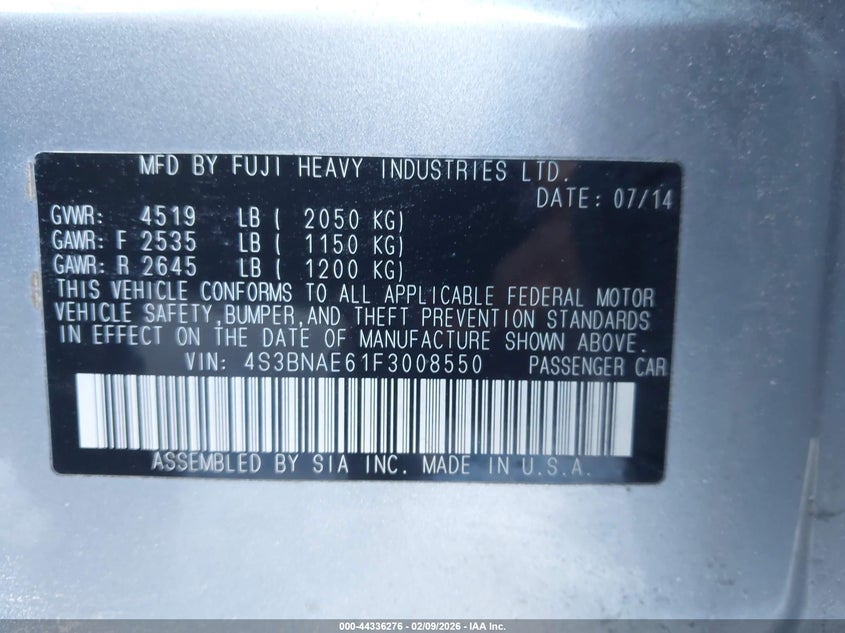 MFD BY FUJI HEAVY INDUSTRIES LTD.
DATE: 07/14
GVWR: 4519 LB ( 2050 KG)
GAWR: F 2535 LB ( 1150 KG)
GAWR: R 2645 LB ( 1200 KG)
THIS VEHICLE CONFORMS TO ALL APPLICABLE FEDERAL MOTOR
VEHICLE SAFETY,BUMPER,AND THEFT PREVENTION STANDARDS
IN EFFECT ON THE DATE OF MANUFACTURE SHOWN ABOVE.
VIN: 4S3BNAE61F3008550 PASSENGER CAR
ASSEMBLED BY SIA INC. MADE IN U.S.A.
000-44336276 - 02/09/2026 - IAA Inc.